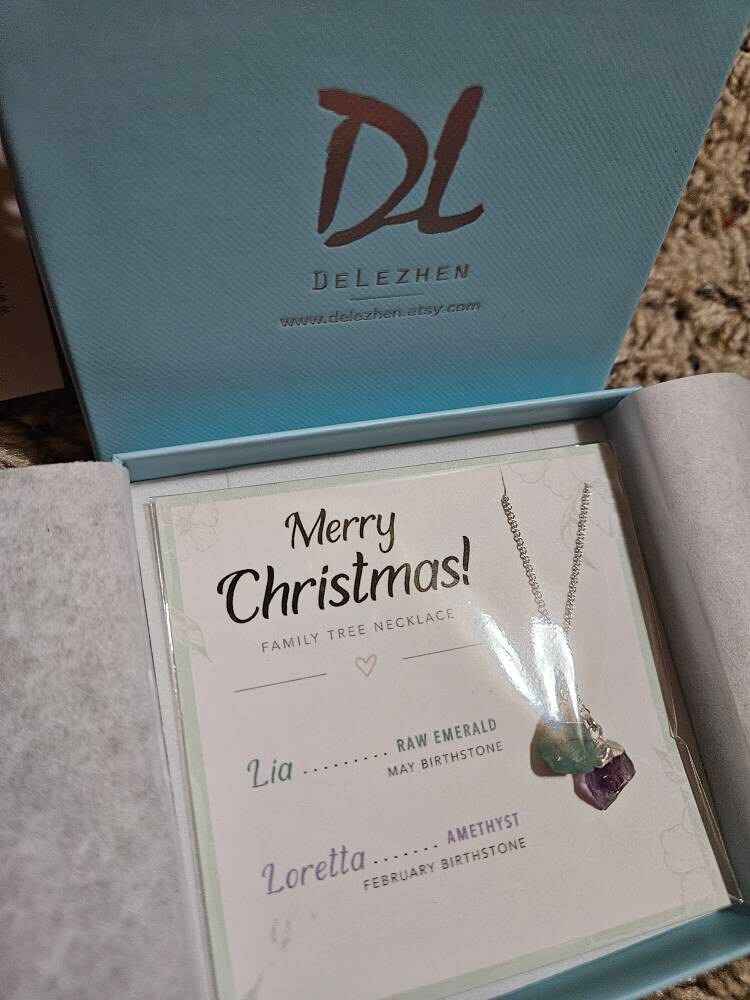 DL
DELEZHEN
www.delezhen.etsy.com
Merry
Christmas!
FAMILY TREE NECKLACE
Lia ......... RAW EMERALD
MAY BIRTHSTONE
Loretta ....... AMETHYST
FEBRUARY BIRTHSTONE